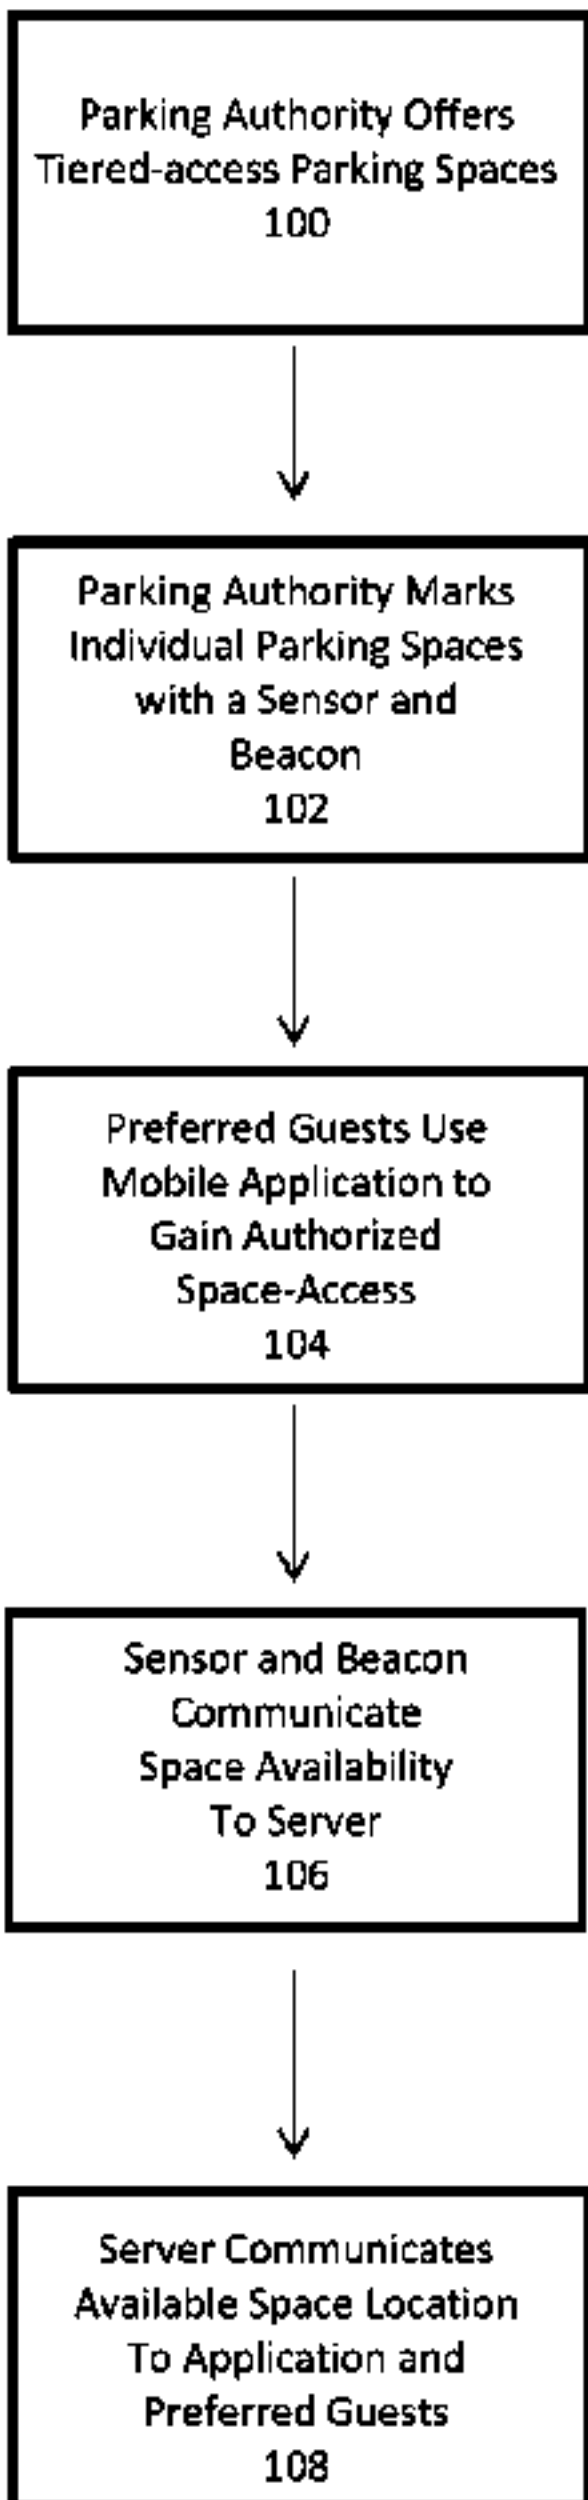 Parking Authority Offers
Tiered-access Parking Spaces
100
Parking Authority Marks
Individual Parking Spaces
with a Sensor and
Beacon
102
Preferred Guests Use
Mobile Application to
Gain Authorized
Space-Access
104
Sensor and Beacon
Communicate
Space Availability
To Server
106
Server Communicates
Available Space Location
To Application and
Preferred Guests
108